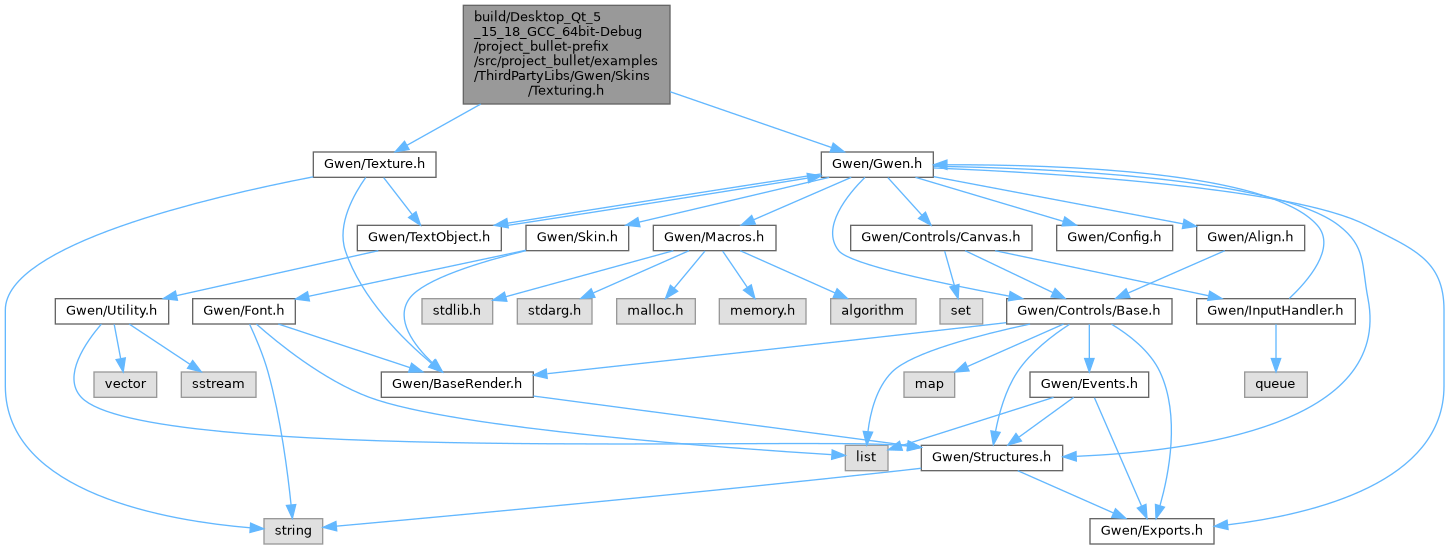 build/Desktop_Qt_5
_15_18_GCC_64bit-Debug
/project_bullet-prefix
/src/project_bullet/examples
/ThirdPartyLibs/Gwen/Skins
/Texturing.h
Gwen/Texture.h
Gwen/Gwen.h
Gwen/TextObject.h
Gwen/Skin.h
Gwen/Macros.h
Gwen/Controls/Canvas.h
Gwen/Config.h
Gwen/Align.h
Gwen/Utility.h
Gwen/Font.h
stdlib.h
stdarg.h
malloc.h
memory.h
algorithm
set
Gwen/Controls/Base.h
Gwen/InputHandler.h
vector
sstream
Gwen/BaseRender.h
map
Gwen/Events.h
queue
list
Gwen/Structures.h
string
Gwen/Exports.h